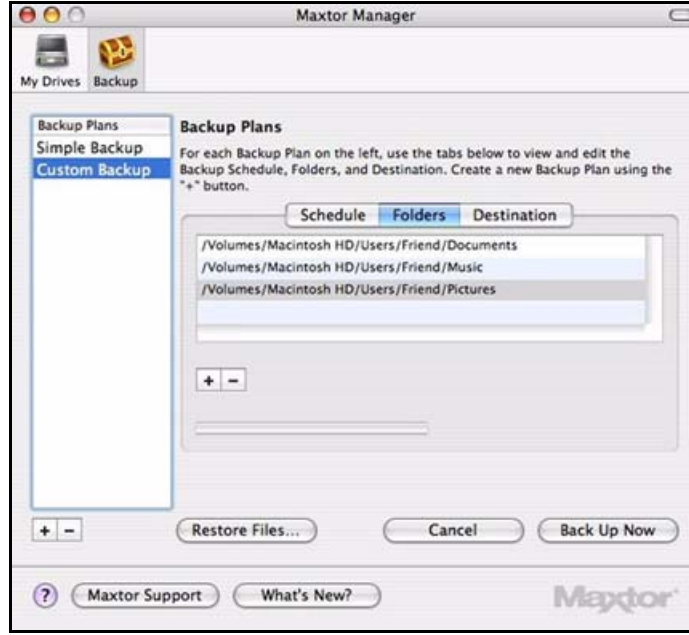 Maxtor Manager
My Drives Backup
Backup Plans
Simple Backup
Custom Backup
Backup Plans
For each Backup Plan on the left, use the tabs below to view and edit the
Backup Schedule, Folders, and Destination. Create a new Backup Plan using the
"+" button.
Schedule Folders Destination
/Volumes/Macintosh HD/Users/Friend/Documents
/Volumes/Macintosh HD/Users/Friend/Music
/Volumes/Macintosh HD/Users/Friend/Pictures
+ −
+ − Restore Files... Cancel Back Up Now
? Maxtor Support What's New? Maxtor